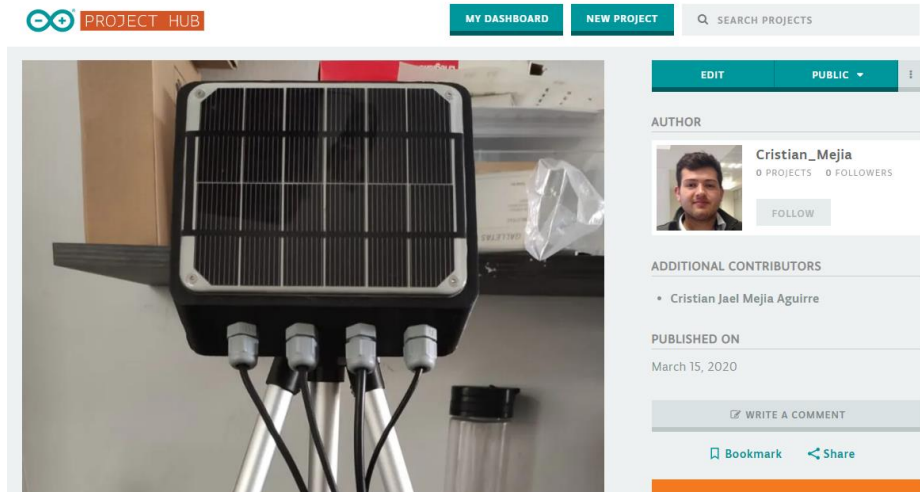 PROJECT HUB
MY DASHBOARD
NEW PROJECT
SEARCH PROJECTS
EDIT
PUBLIC
AUTHOR
Cristian_Mejia
0 PROJECTS 0 FOLLOWERS
FOLLOW
ADDITIONAL CONTRIBUTORS
• Cristian Jael Mejia Aguirre
PUBLISHED ON
March 15, 2020
WRITE A COMMENT
Bookmark
Share
GALLETAS